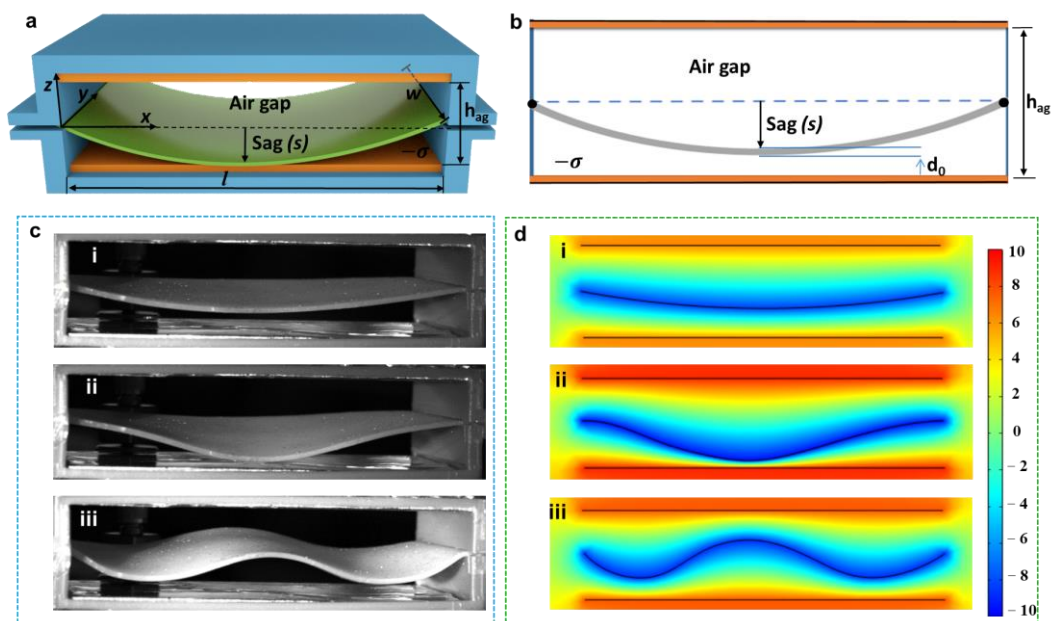 a
z
y
x
Air gap
w
h_ag
Sag (s)
−σ
l
b
Air gap
h_ag
Sag (s)
−σ
d_0
c
i
ii
iii
d
i
ii
iii
10
8
6
4
2
0
−2
−4
−6
−8
−10